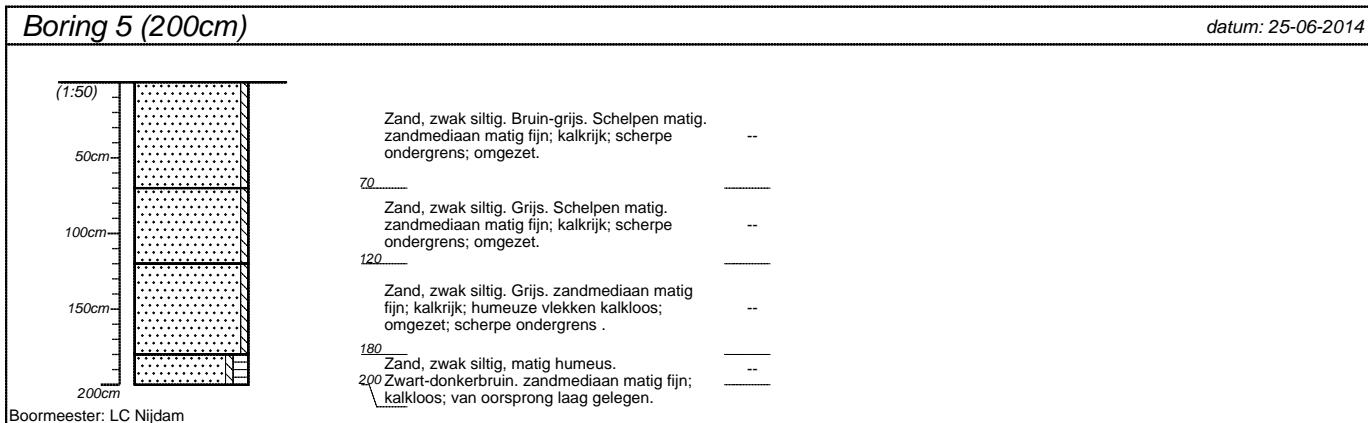 Boring 5 (200cm)
datum: 25-06-2014
(1:50)
50cm
100cm
150cm
200cm
Zand, zwak siltig. Bruin-grijs. Schelpen matig.
zandmediaan matig fijn; kalkrijk; scherpe
ondergrens; omgezet.
--
70
Zand, zwak siltig. Grijs. Schelpen matig.
zandmediaan matig fijn; kalkrijk; scherpe
ondergrens; omgezet.
--
120
Zand, zwak siltig. Grijs. zandmediaan matig
fijn; kalkrijk; humeuze vlekken kalkloos;
omgezet; scherpe ondergrens .
--
180
Zand, zwak siltig, matig humeus.
Zwart-donkerbruin. zandmediaan matig fijn;
kalkloos; van oorsprong laag gelegen.
--
200
Boormeester: LC Nijdam